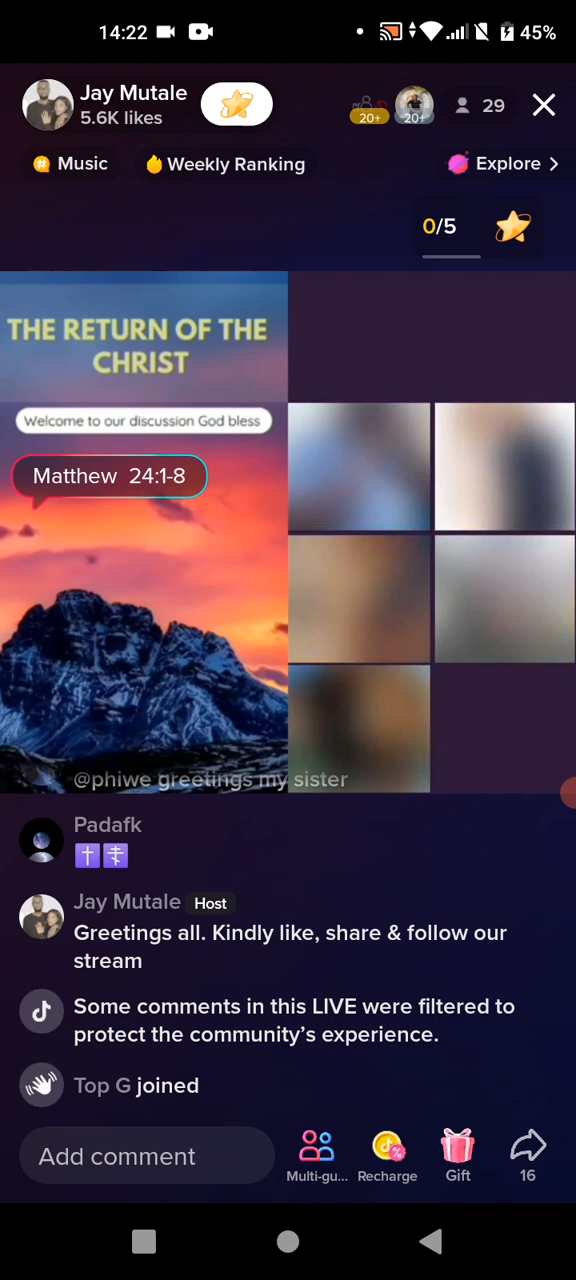 14:22
45%
Jay Mutale
5.6K likes
20+
20+
29
Music
Weekly Ranking
Explore
0/5
THE RETURN OF THE
CHRIST
Welcome to our discussion God bless
Matthew 24:1-8
@phiwe greetings my sister
Padafk
Jay Mutale Host
Greetings all. Kindly like, share & follow our
stream
Some comments in this LIVE were filtered to
protect the community’s experience.
Top G joined
Add comment
Multi-gu...
Recharge
Gift
16